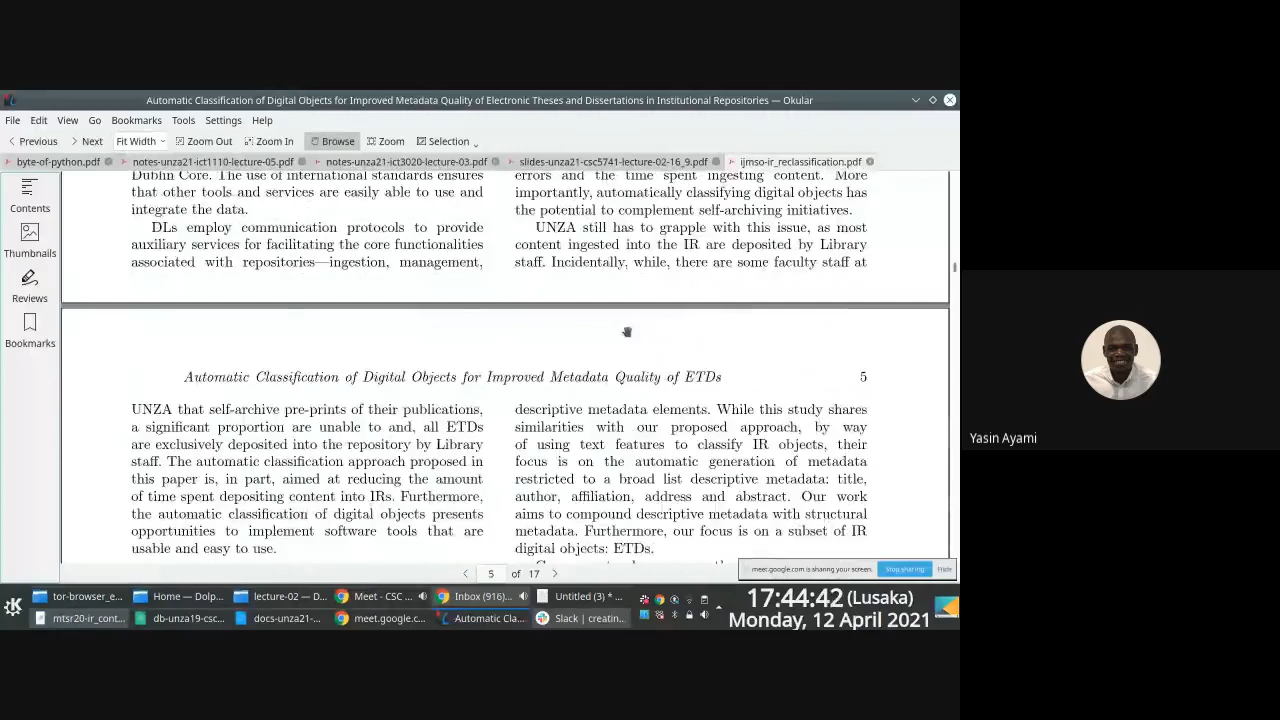 Automatic Classification of Digital Objects for Improved Metadata Quality of Electronic Theses and Dissertations in Institutional Repositories — Okular
File Edit View Go Bookmarks Tools Settings Help
Previous Next Fit Width Zoom Out Zoom In Browse Zoom Selection
byte-of-python.pdf notes-unza21-ict1110-lecture-05.pdf notes-unza21-ict3020-lecture-03.pdf slides-unza21-csc5741-lecture-02-16_9.pdf ijmso-ir_reclassification.pdf
Contents
Thumbnails
Reviews
Bookmarks
Dublin Core. The use of international standards ensures
that other tools and services are easily able to use and
integrate the data.
DLs employ communication protocols to provide
auxiliary services for facilitating the core functionalities
associated with repositories—ingestion, management,
errors and the time spent ingesting content. More
importantly, automatically classifying digital objects has
the potential to complement self-archiving initiatives.
UNZA still has to grapple with this issue, as most
content ingested into the IR are deposited by Library
staff. Incidentally, while, there are some faculty staff at
Automatic Classification of Digital Objects for Improved Metadata Quality of ETDs 5
UNZA that self-archive pre-prints of their publications,
a significant proportion are unable to and, all ETDs
are exclusively deposited into the repository by Library
staff. The automatic classification approach proposed in
this paper is, in part, aimed at reducing the amount
of time spent depositing content into IRs. Furthermore,
the automatic classification of digital objects presents
opportunities to implement software tools that are
usable and easy to use.
descriptive metadata elements. While this study shares
similarities with our proposed approach, by way
of using text features to classify IR objects, their
focus is on the automatic generation of metadata
restricted to a broad list descriptive metadata: title,
author, affiliation, address and abstract. Our work
aims to compound descriptive metadata with structural
metadata. Furthermore, our focus is on a subset of IR
digital objects: ETDs.
5 of 17
meet.google.com is sharing your screen. Stop sharing Hide
tor-browser_e... Home — Dolp... lecture-02 — D... Meet - CSC ... Inbox (916)... Untitled (3) * ...
mtsr20-ir_cont... db-unza19-csc... docs-unza21-... meet.google.c... Automatic Cla... Slack | creatin...
17:44:42 (Lusaka)
Monday, 12 April 2021
Yasin Ayami